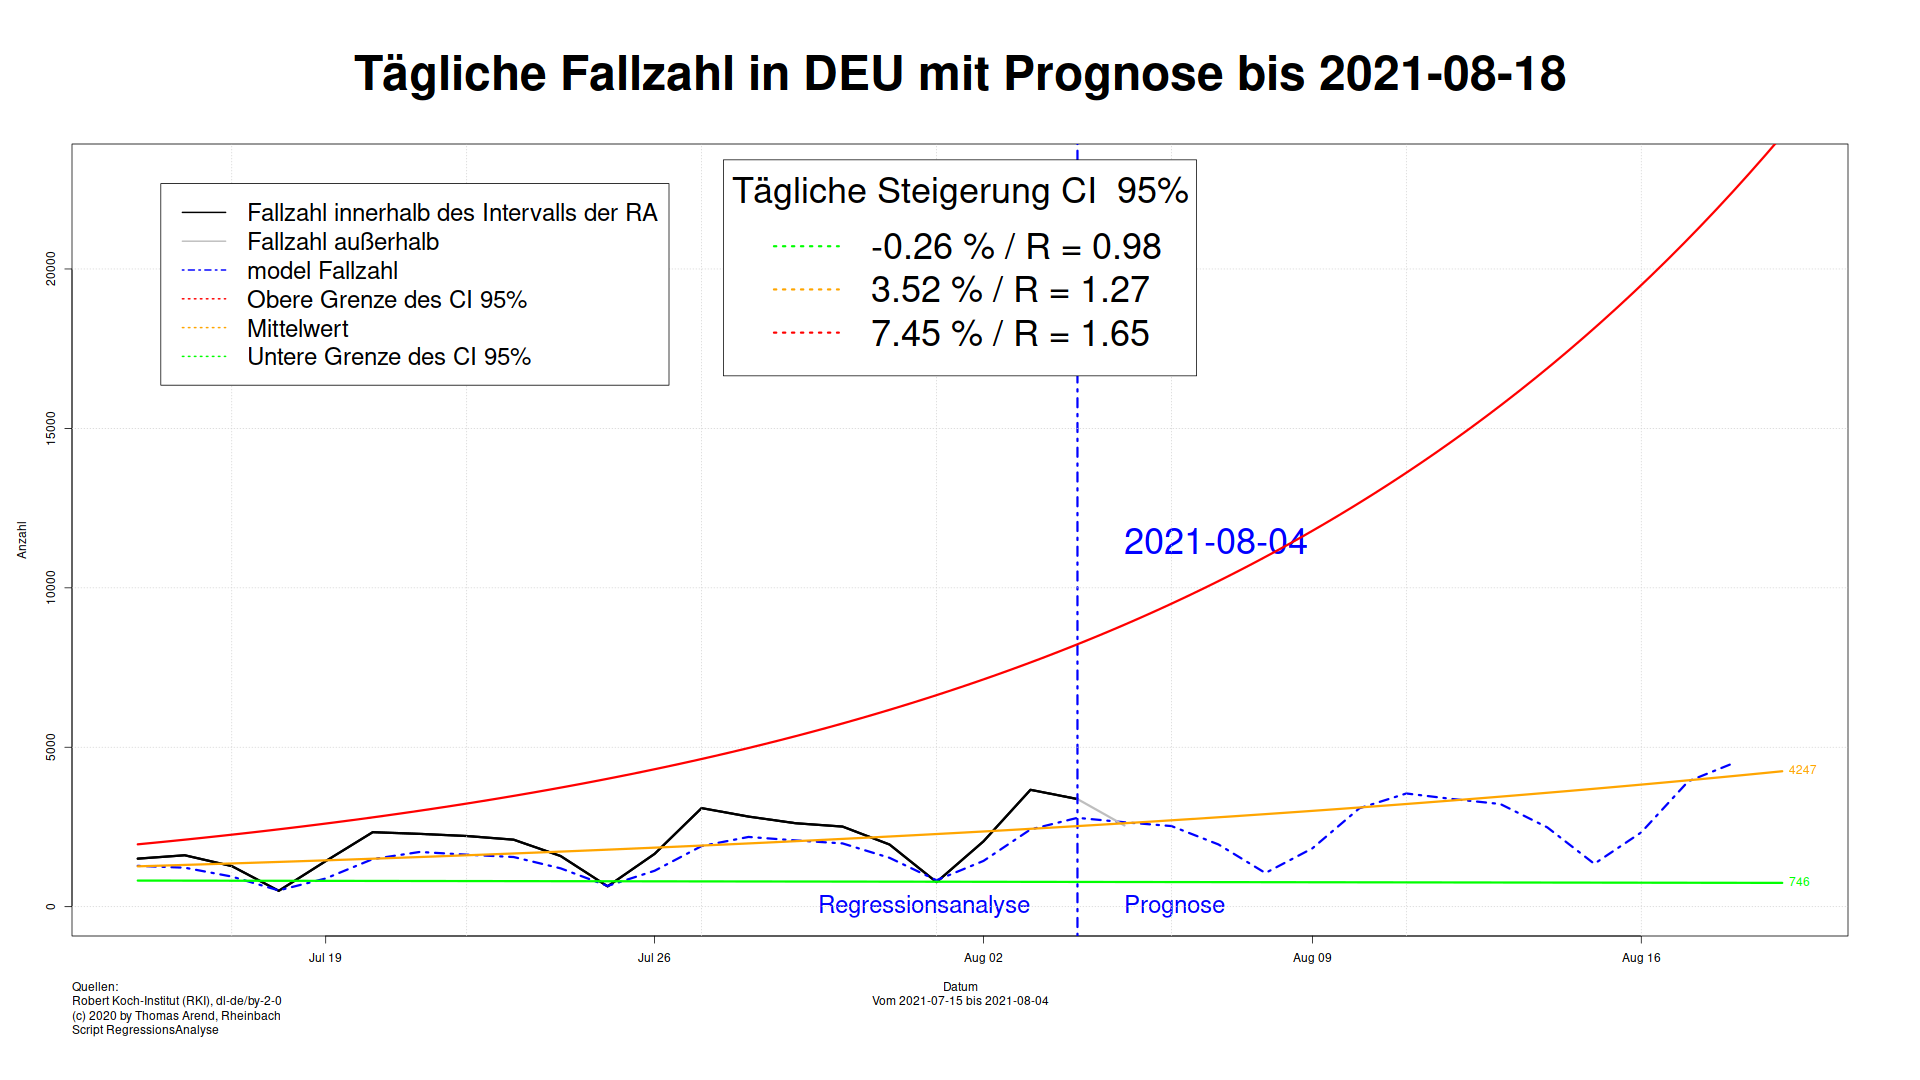 Tägliche Fallzahl in DEU mit Prognose bis 2021-08-18
Fallzahl innerhalb des Intervalls der RA
Fallzahl außerhalb
model Fallzahl
Obere Grenze des CI 95%
Mittelwert
Untere Grenze des CI 95%
Tägliche Steigerung CI  95%
-0.26 % / R = 0.98
3.52 % / R = 1.27
7.45 % / R = 1.65
20000
15000
10000
5000
0
Anzahl
2021-08-04
4247
746
Regressionsanalyse
Prognose
Jul 19
Jul 26
Aug 02
Aug 09
Aug 16
Datum
Vom 2021-07-15 bis 2021-08-04
Quellen:
Robert Koch-Institut (RKI), dl-de/by-2-0
(c) 2020 by Thomas Arend, Rheinbach
Script RegressionsAnalyse